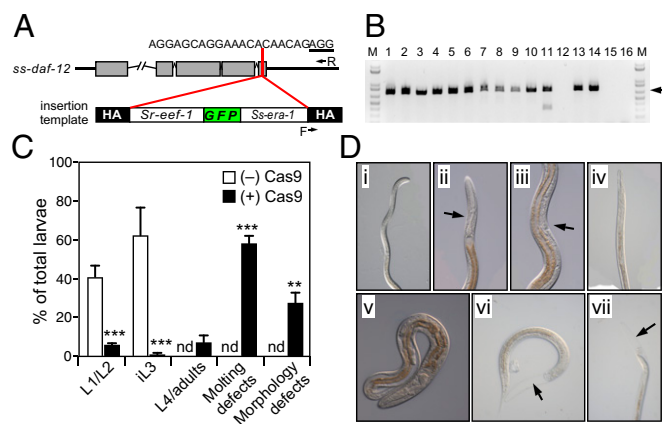 A
AGGAGCAGGAAACACAACAGAGG
R
ss-daf-12
insertion
template
HA Sr-eef-1 GFP Ss-era-1 HA
F
B
M 1 2 3 4 5 6 7 8 9 10 11 12 13 14 15 16 M
C
% of total larvae
100
80
60
40
20
0
(–) Cas9
(+) Cas9
***
***
nd
nd
***
nd
**
L1/L2
iL3
L4/adults
Molting
defects
Morphology
defects
D
i
ii
iii
iv
v
vi
vii